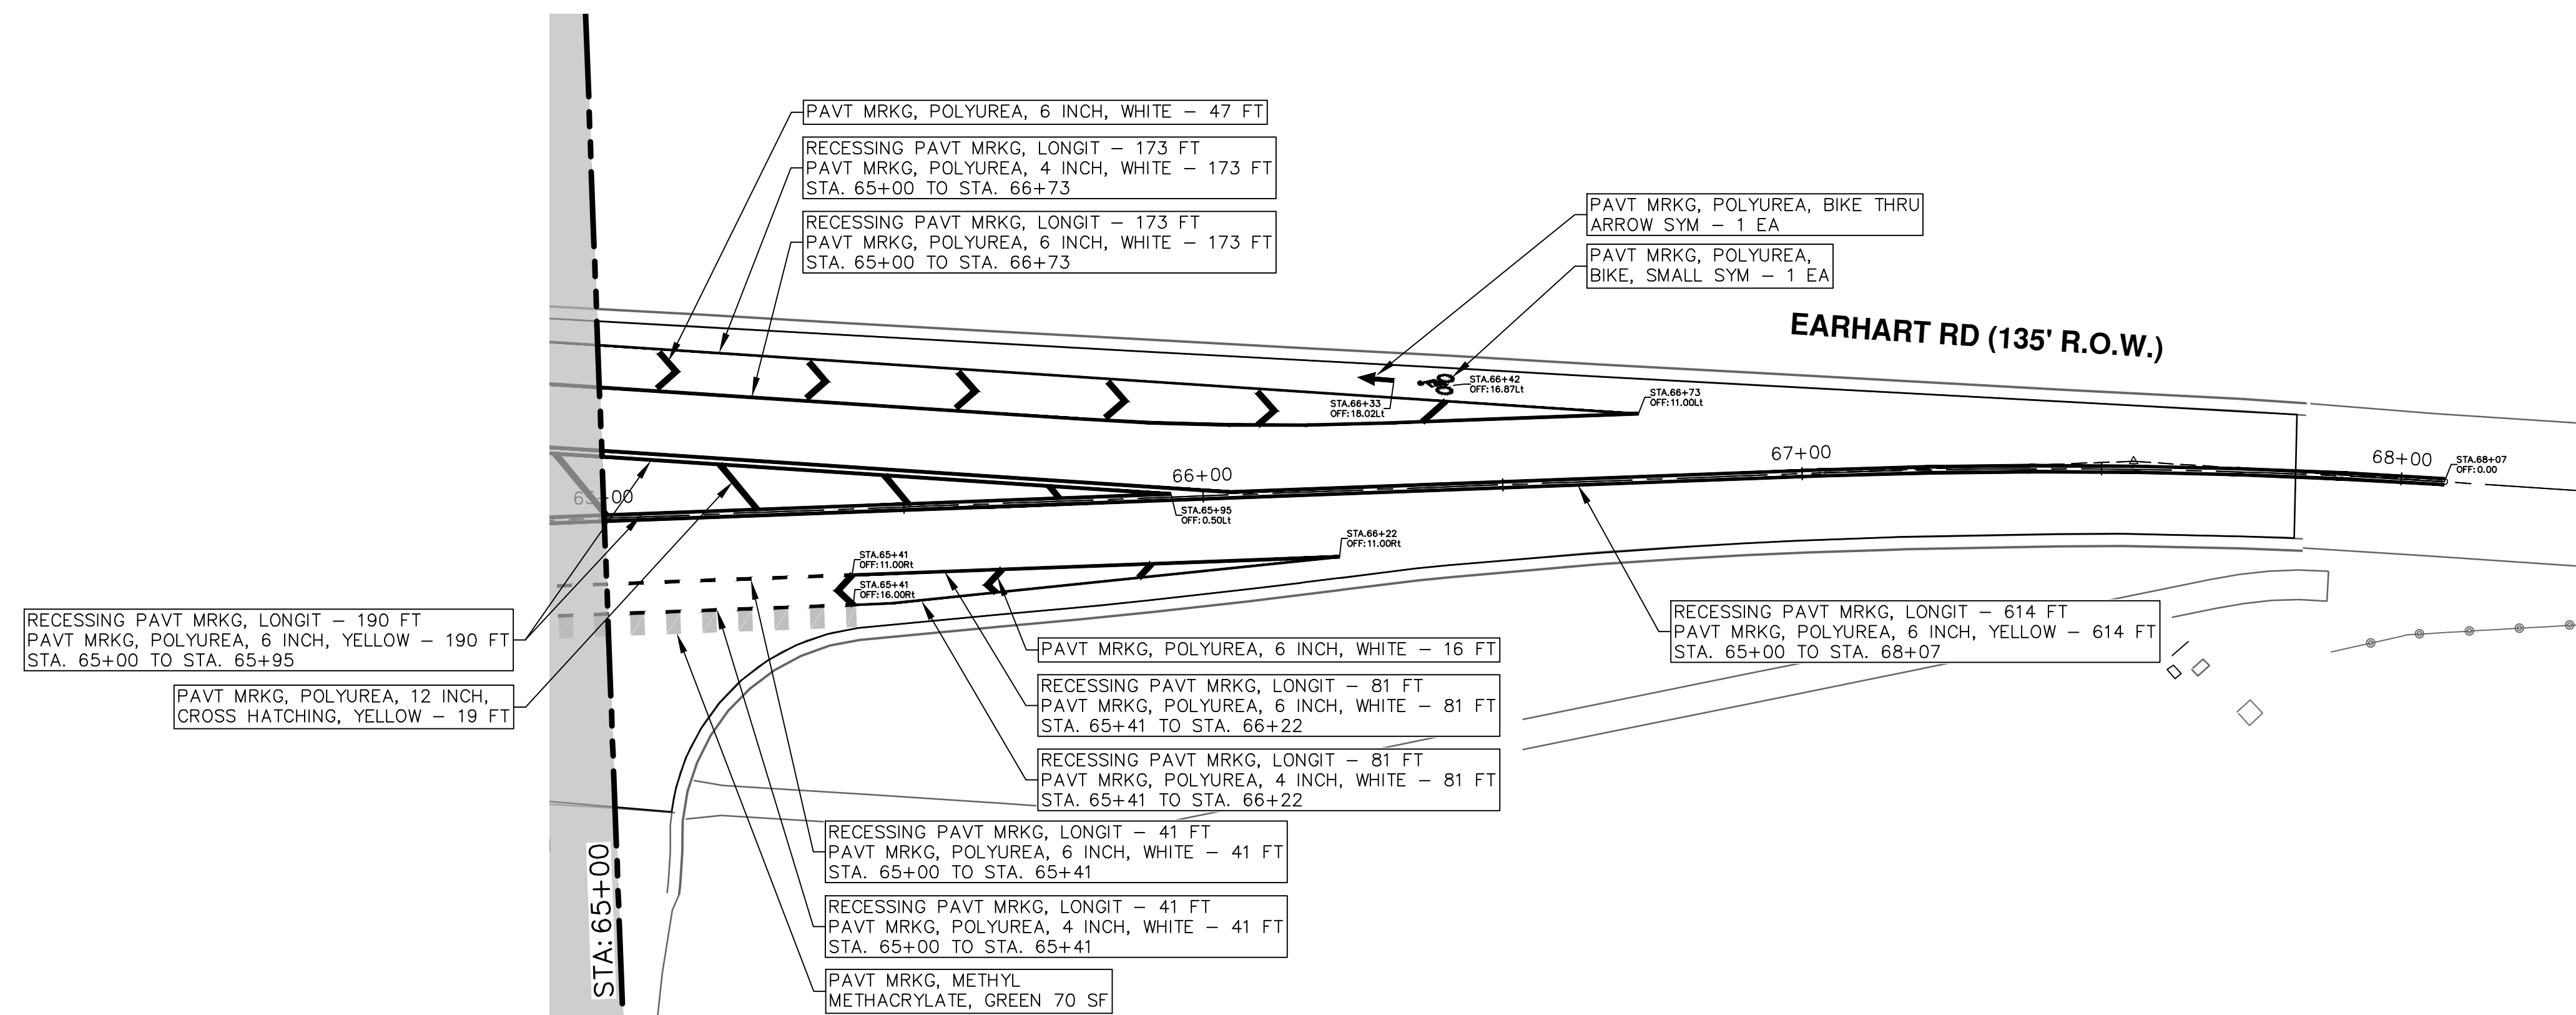 PAVT MRKG, POLYUREA, 6 INCH, WHITE – 47 FT
RECESSING PAVT MRKG, LONGIT – 173 FT
PAVT MRKG, POLYUREA, 4 INCH, WHITE – 173 FT
STA. 65+00 TO STA. 66+73
RECESSING PAVT MRKG, LONGIT – 173 FT
PAVT MRKG, POLYUREA, 6 INCH, WHITE – 173 FT
STA. 65+00 TO STA. 66+73
PAVT MRKG, POLYUREA, BIKE THRU
ARROW SYM – 1 EA
PAVT MRKG, POLYUREA,
BIKE, SMALL SYM – 1 EA
EARHART RD (135' R.O.W.)
STA.66+42
OFF:16.87Lt
STA.66+33
OFF:18.02Lt
STA.66+73
OFF:11.00Lt
65+00
66+00
67+00
68+00
STA.68+07
OFF:0.00
STA.65+95
OFF:0.50Lt
STA.66+22
OFF:11.00Rt
STA.65+41
OFF:11.00Rt
STA.65+41
OFF:16.00Rt
RECESSING PAVT MRKG, LONGIT – 190 FT
PAVT MRKG, POLYUREA, 6 INCH, YELLOW – 190 FT
STA. 65+00 TO STA. 65+95
PAVT MRKG, POLYUREA, 12 INCH,
CROSS HATCHING, YELLOW – 19 FT
RECESSING PAVT MRKG, LONGIT – 614 FT
PAVT MRKG, POLYUREA, 6 INCH, YELLOW – 614 FT
STA. 65+00 TO STA. 68+07
PAVT MRKG, POLYUREA, 6 INCH, WHITE – 16 FT
RECESSING PAVT MRKG, LONGIT – 81 FT
PAVT MRKG, POLYUREA, 6 INCH, WHITE – 81 FT
STA. 65+41 TO STA. 66+22
RECESSING PAVT MRKG, LONGIT – 81 FT
PAVT MRKG, POLYUREA, 4 INCH, WHITE – 81 FT
STA. 65+41 TO STA. 66+22
RECESSING PAVT MRKG, LONGIT – 41 FT
PAVT MRKG, POLYUREA, 6 INCH, WHITE – 41 FT
STA. 65+00 TO STA. 65+41
RECESSING PAVT MRKG, LONGIT – 41 FT
PAVT MRKG, POLYUREA, 4 INCH, WHITE – 41 FT
STA. 65+00 TO STA. 65+41
PAVT MRKG, METHYL
METHACRYLATE, GREEN 70 SF
STA:65+00